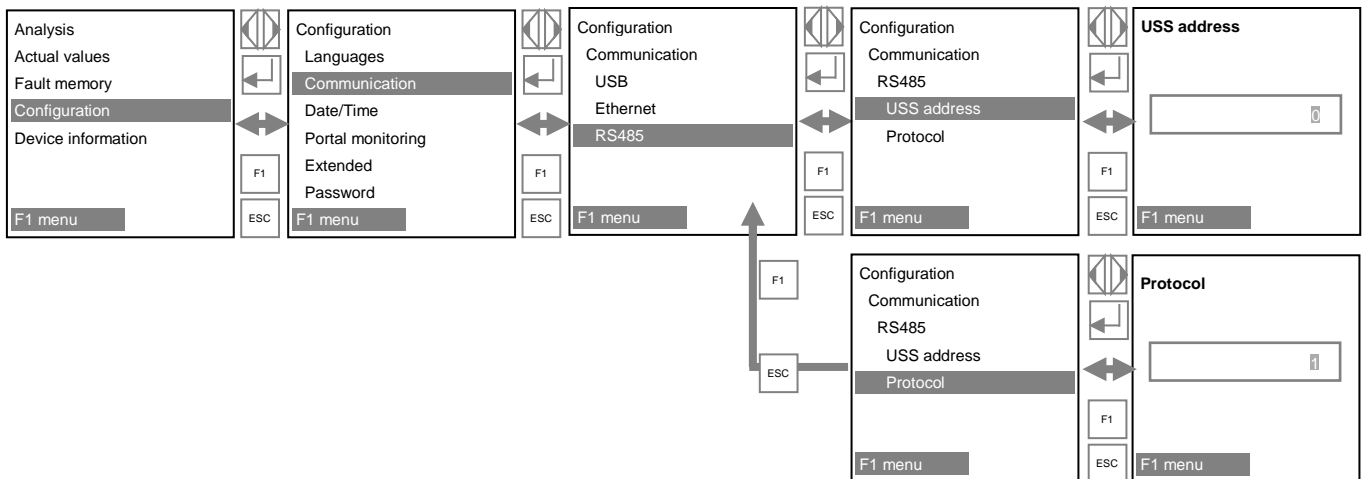 Analysis
Actual values
Fault memory
Configuration
Device information
F1 menu
F1
ESC
Configuration
Languages
Communication
Date/Time
Portal monitoring
Extended
Password
F1 menu
F1
ESC
Configuration
Communication
USB
Ethernet
RS485
F1 menu
F1
ESC
Configuration
Communication
RS485
USS address
Protocol
F1 menu
F1
ESC
USS address
0
F1 menu
F1
ESC
Configuration
Communication
RS485
USS address
Protocol
F1 menu
F1
ESC
Protocol
1
F1 menu